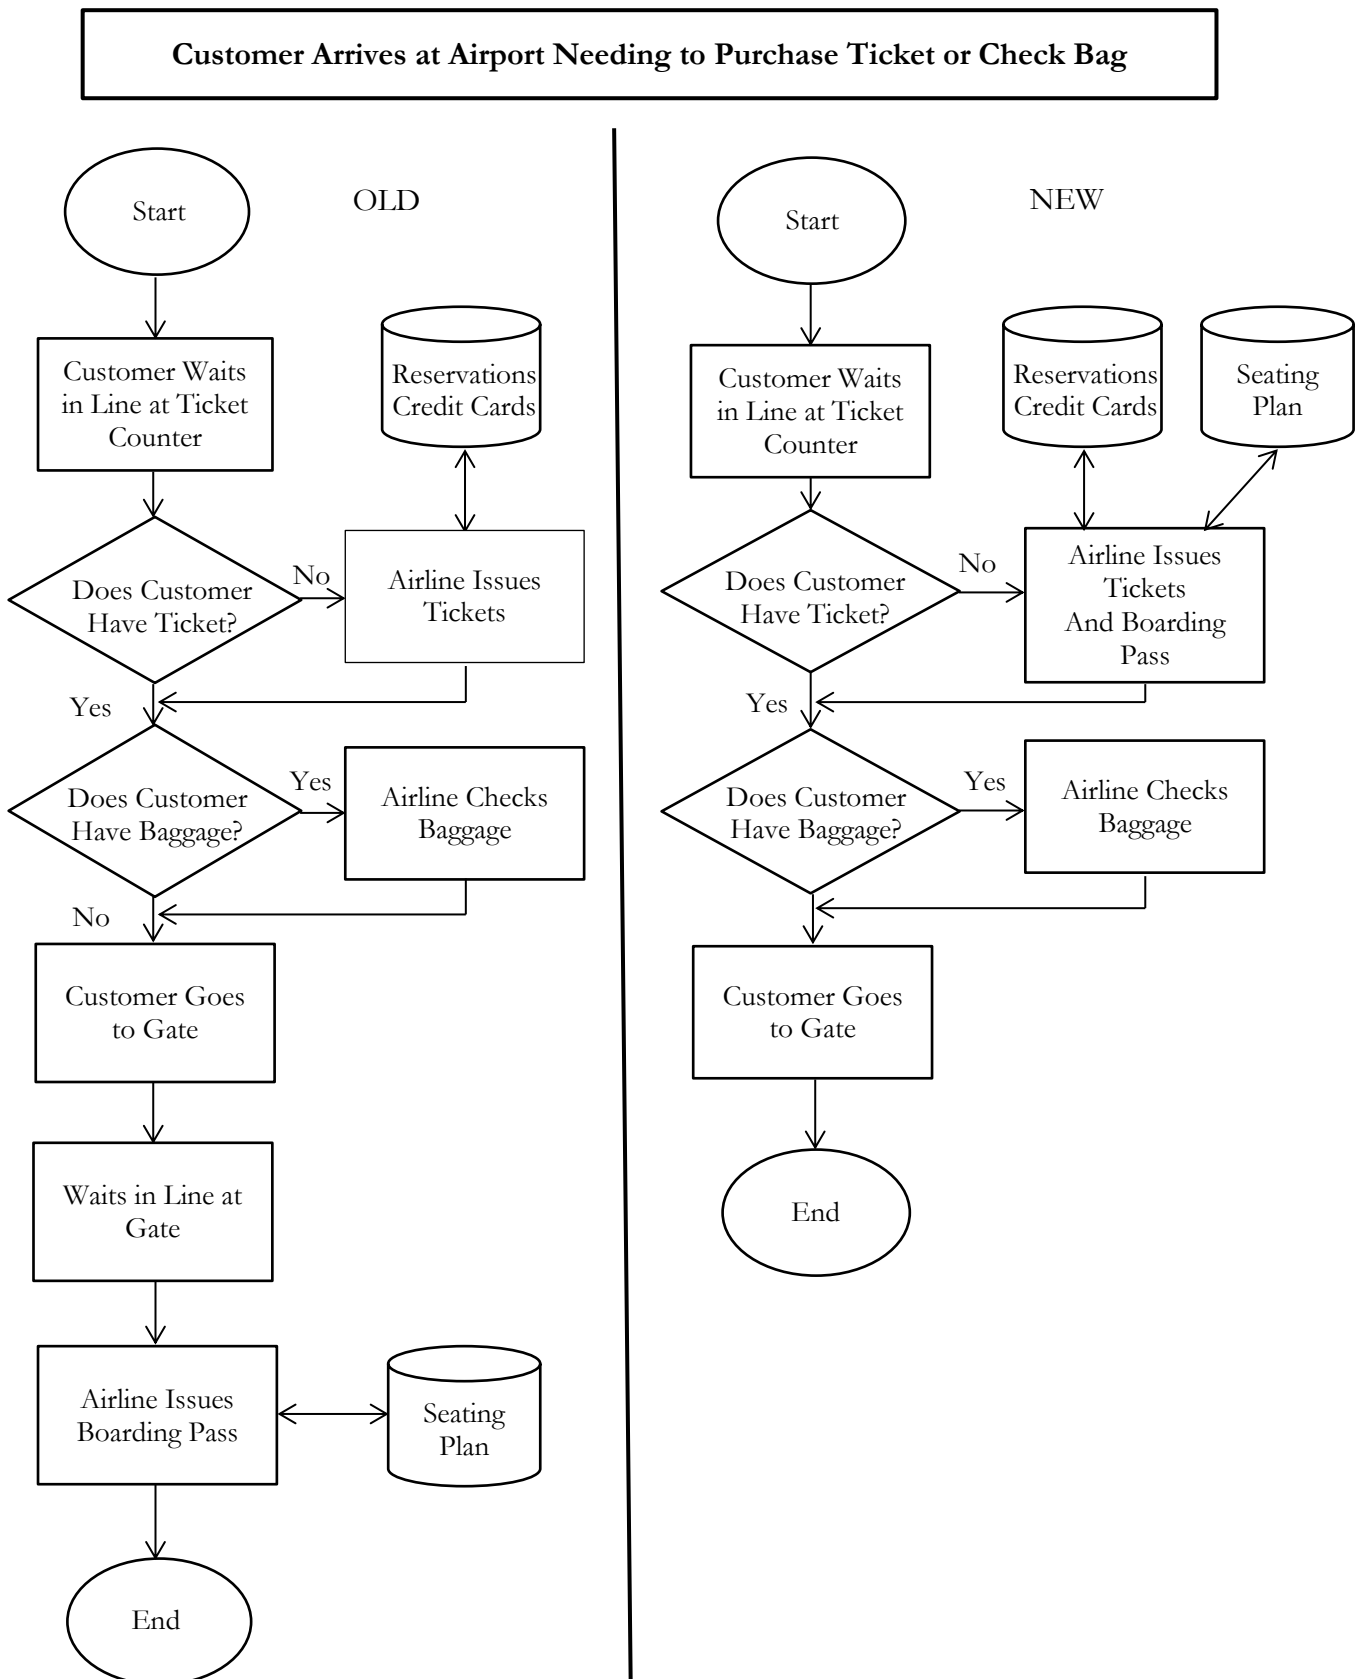 Customer Arrives at Airport Needing to Purchase Ticket or Check Bag
OLD
Start
Customer Waits
in Line at Ticket
Counter
Reservations
Credit Cards
Does Customer
Have Ticket?
No
Airline Issues
Tickets
Yes
Does Customer
Have Baggage?
Yes
Airline Checks
Baggage
No
Customer Goes
to Gate
Waits in Line at
Gate
Airline Issues
Boarding Pass
Seating
Plan
End
NEW
Start
Customer Waits
in Line at Ticket
Counter
Reservations
Credit Cards
Seating
Plan
Does Customer
Have Ticket?
No
Airline Issues
Tickets
And Boarding
Pass
Yes
Does Customer
Have Baggage?
Yes
Airline Checks
Baggage
Customer Goes
to Gate
End